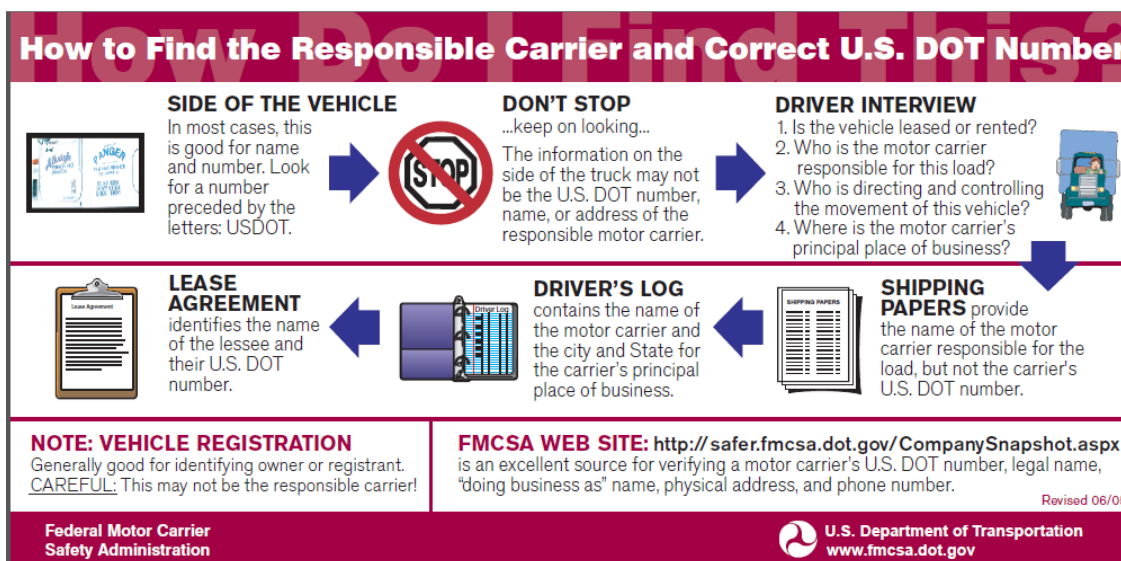 How to Find the Responsible Carrier and Correct U.S. DOT Number
SIDE OF THE VEHICLE
In most cases, this
is good for name
and number. Look
for a number
preceded by the
letters: USDOT.
STOP
DON'T STOP
...keep on looking...
The information on the
side of the truck may not
be the U.S. DOT number,
name, or address of the
responsible motor carrier.
DRIVER INTERVIEW
1. Is the vehicle leased or rented?
2. Who is the motor carrier
responsible for this load?
3. Who is directing and controlling
the movement of this vehicle?
4. Where is the motor carrier's
principal place of business?
SHIPPING PAPERS
SHIPPING
PAPERS provide
the name of the motor
carrier responsible for the
load, but not the carrier's
U.S. DOT number.
Driver Log
DRIVER'S LOG
contains the name of
the motor carrier and
the city and State for
the carrier's principal
place of business.
Lease Agreement
LEASE
AGREEMENT
identifies the name
of the lessee and
their U.S. DOT
number.
NOTE: VEHICLE REGISTRATION
Generally good for identifying owner or registrant.
CAREFUL: This may not be the responsible carrier!
FMCSA WEB SITE: http://safer.fmcsa.dot.gov/CompanySnapshot.aspx
is an excellent source for verifying a motor carrier's U.S. DOT number, legal name,
"doing business as" name, physical address, and phone number.
Revised
Federal Motor Carrier
Safety Administration
U.S. Department of Transportation
www.fmcsa.dot.gov